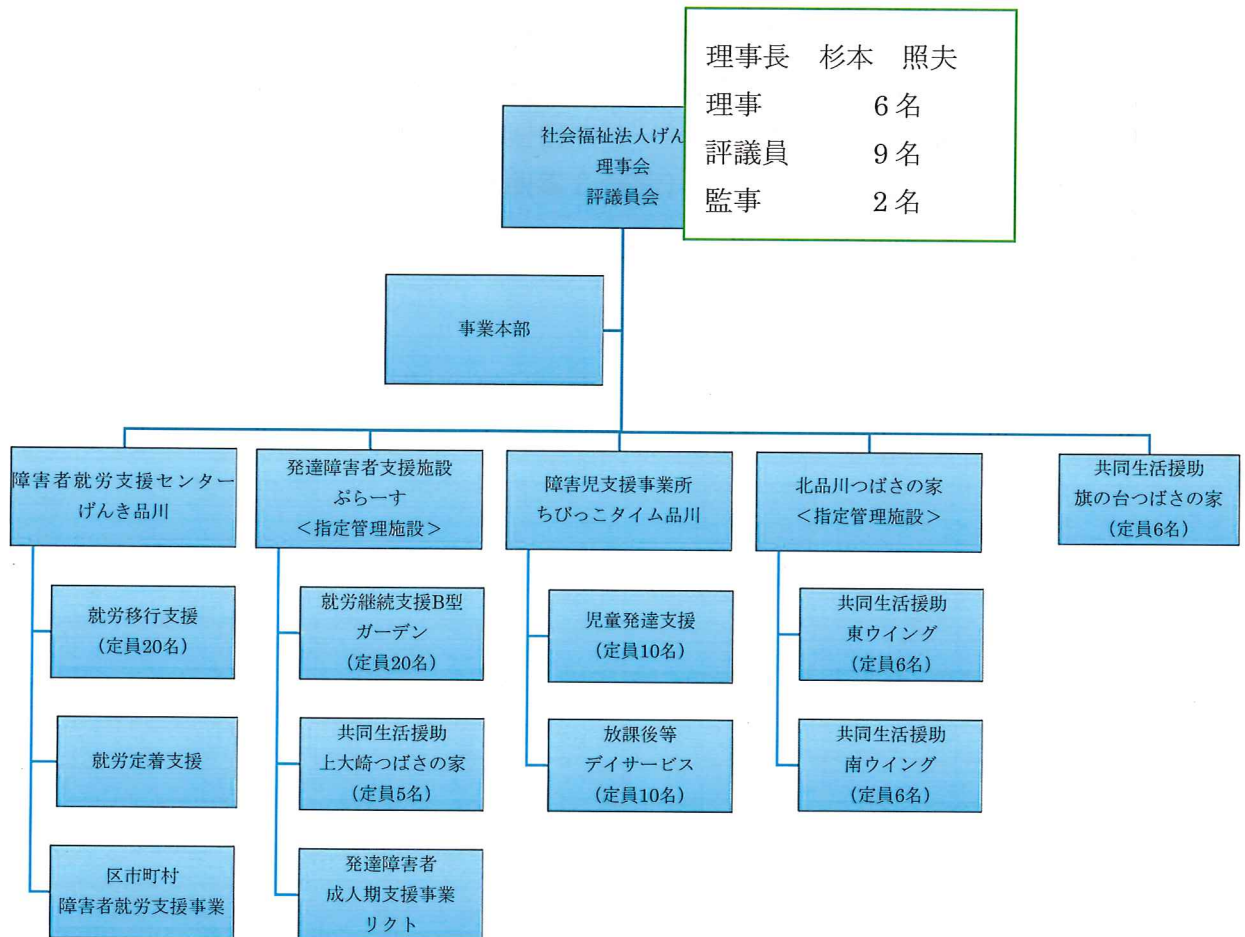 理事長　杉本　照夫
理事　6名
評議員　9名
監事　2名
社会福祉法人げん
理事会
評議員会
事業本部
障害者就労支援センター
げんき品川
就労移行支援
(定員20名)
就労定着支援
区市町村
障害者就労支援事業
発達障害者支援施設
ぷらーす
＜指定管理施設＞
就労継続支援B型
ガーデン
(定員20名)
共同生活援助
上大崎つばさの家
(定員5名)
発達障害者
成人期支援事業
リクト
障害児支援事業所
ちびっこタイム品川
児童発達支援
(定員10名)
放課後等
デイサービス
(定員10名)
北品川つばさの家
＜指定管理施設＞
共同生活援助
東ウイング
(定員6名)
共同生活援助
南ウイング
(定員6名)
共同生活援助
旗の台つばさの家
(定員6名)